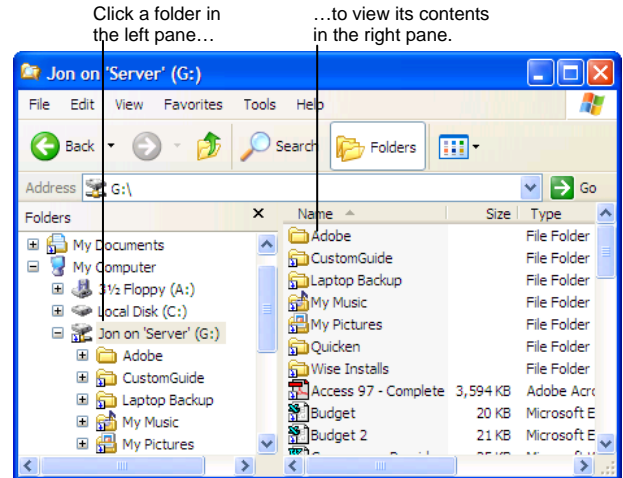 Click a folder in
the left pane…
…to view its contents
in the right pane.
Jon on 'Server' (G:)
File Edit View Favorites Tools Help
Back Search Folders
Address G:\ Go
Folders
My Documents
My Computer
3½ Floppy (A:)
Local Disk (C:)
Jon on 'Server' (G:)
Adobe
CustomGuide
Laptop Backup
My Music
My Pictures
Name Size Type
Adobe File Folder
CustomGuide File Folder
Laptop Backup File Folder
My Music File Folder
My Pictures File Folder
Quicken File Folder
Wise Installs File Folder
Access 97 - Complete 3,594 KB Adobe Acro
Budget 20 KB Microsoft E
Budget 2 21 KB Microsoft E